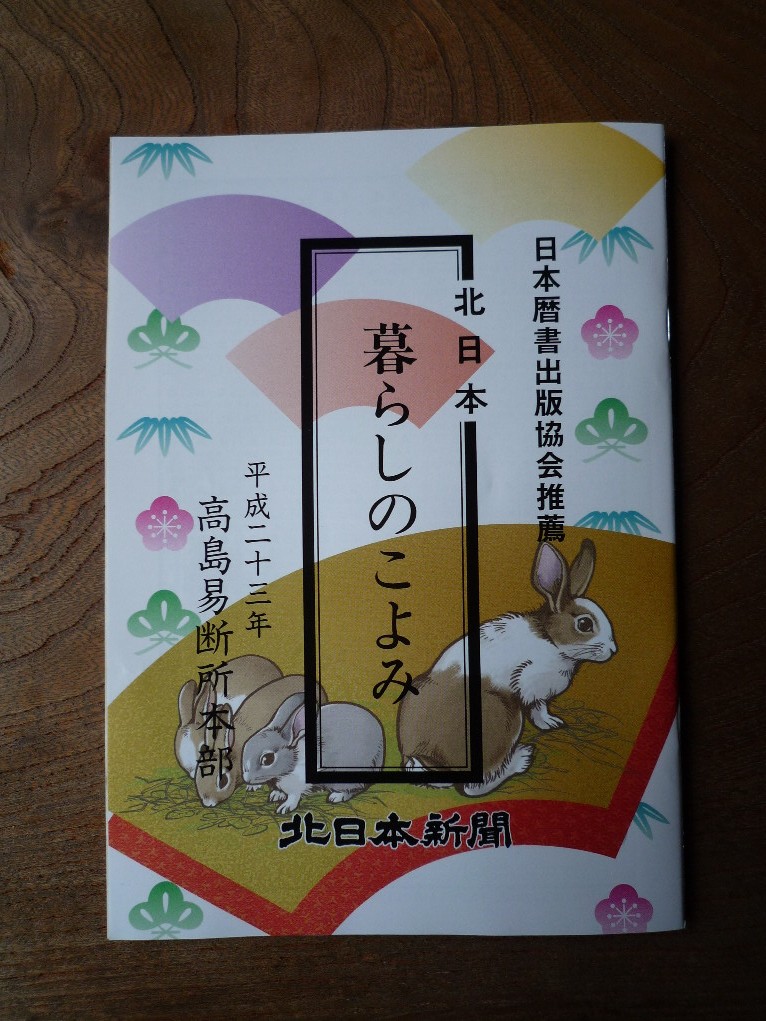 日本暦書出版協会推薦
北日本
暮らしのこよみ
平成二十三年
高島易断所本部
北日本新聞